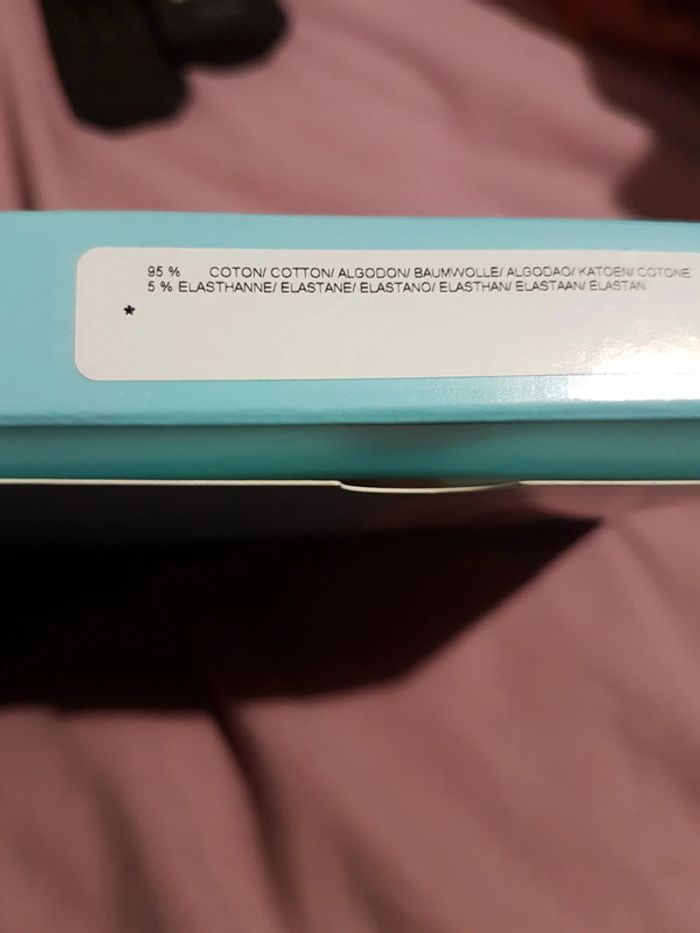 95 % COTON/ COTTON/ ALGODON/ BAUMWOLLE/ ALGODAO/ KATOEN/ COTONE
5 % ELASTHANNE/ ELASTANE/ ELASTANO/ ELASTHAN/ ELASTAAN/ ELASTAN
*